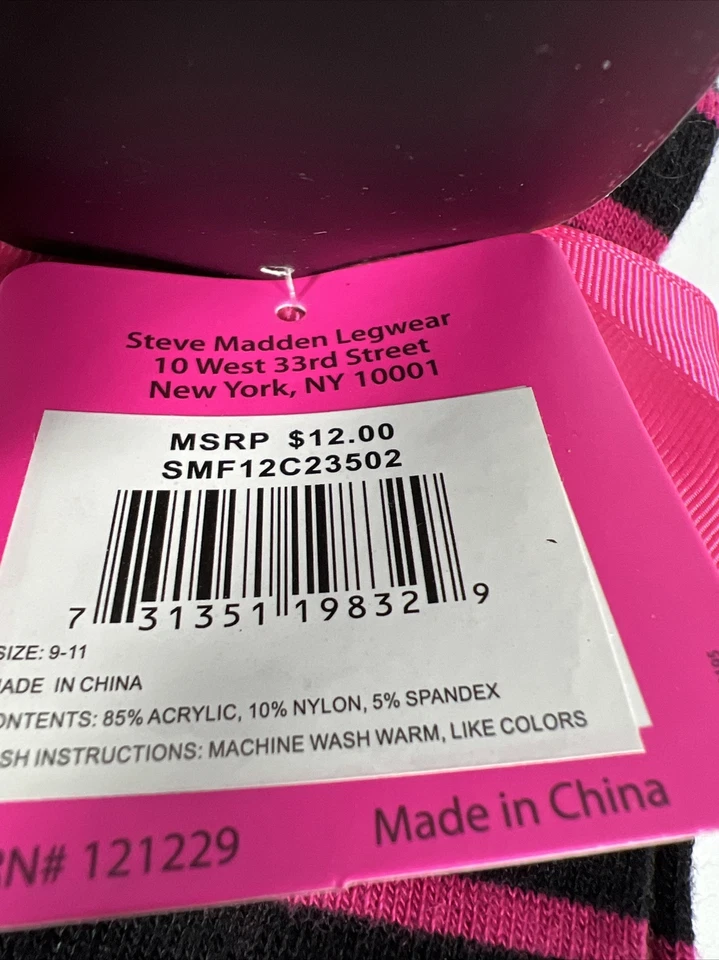 Steve Madden Legwear
10 West 33rd Street
New York, NY 10001
MSRP $12.00
SMF12C23502
7 31351 19832 9
SIZE: 9-11
MADE IN CHINA
ONTENTS: 85% ACRYLIC, 10% NYLON, 5% SPANDEX
SH INSTRUCTIONS: MACHINE WASH WARM, LIKE COLORS
Made in China
RN# 121229